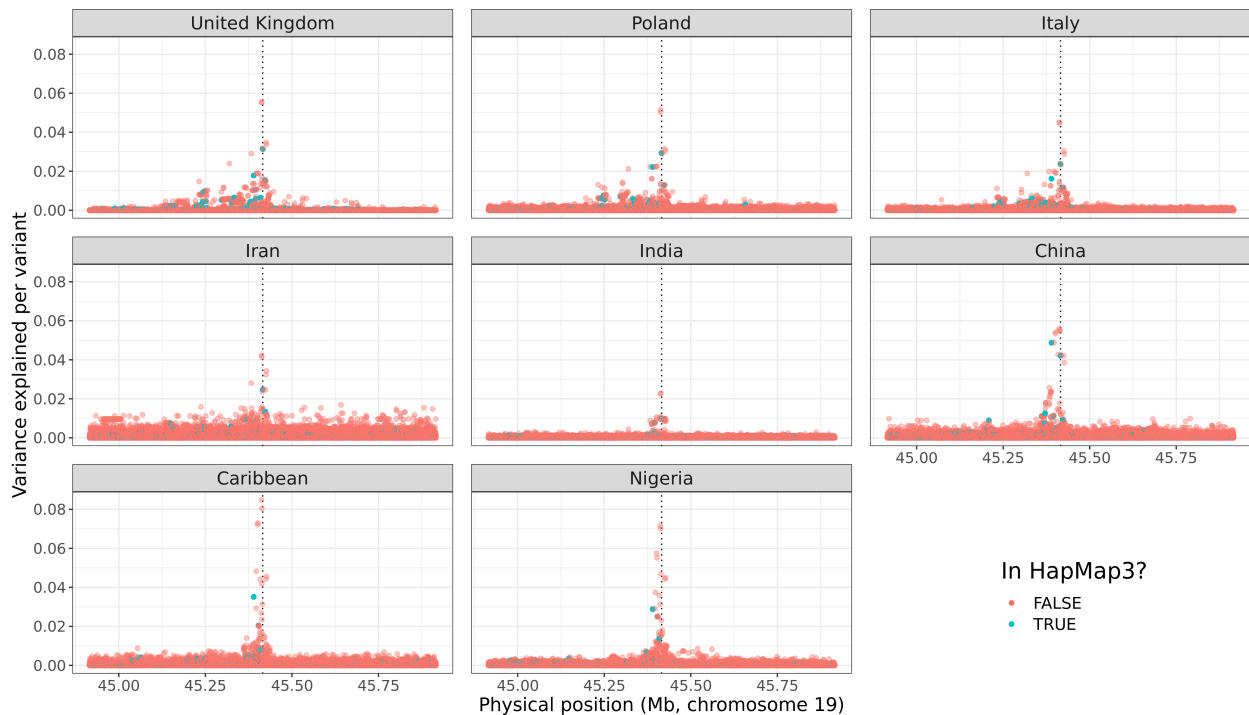 United Kingdom Poland Italy
0.08
0.06
0.04
0.02
0.00
Iran India China
0.08
0.06
0.04
0.02
0.00
45.00 45.25 45.50 45.75
Caribbean Nigeria
0.08
0.06
0.04
0.02
0.00
45.00 45.25 45.50 45.75 45.00 45.25 45.50 45.75
Variance explained per variant
Physical position (Mb, chromosome 19)
In HapMap3?
FALSE
TRUE